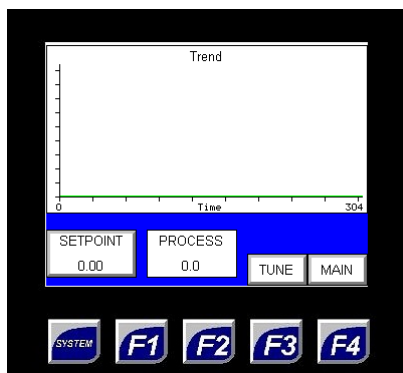 Trend
0 Time 304
SETPOINT PROCESS
0.00 0.0
TUNE MAIN
SYSTEM F1 F2 F3 F4